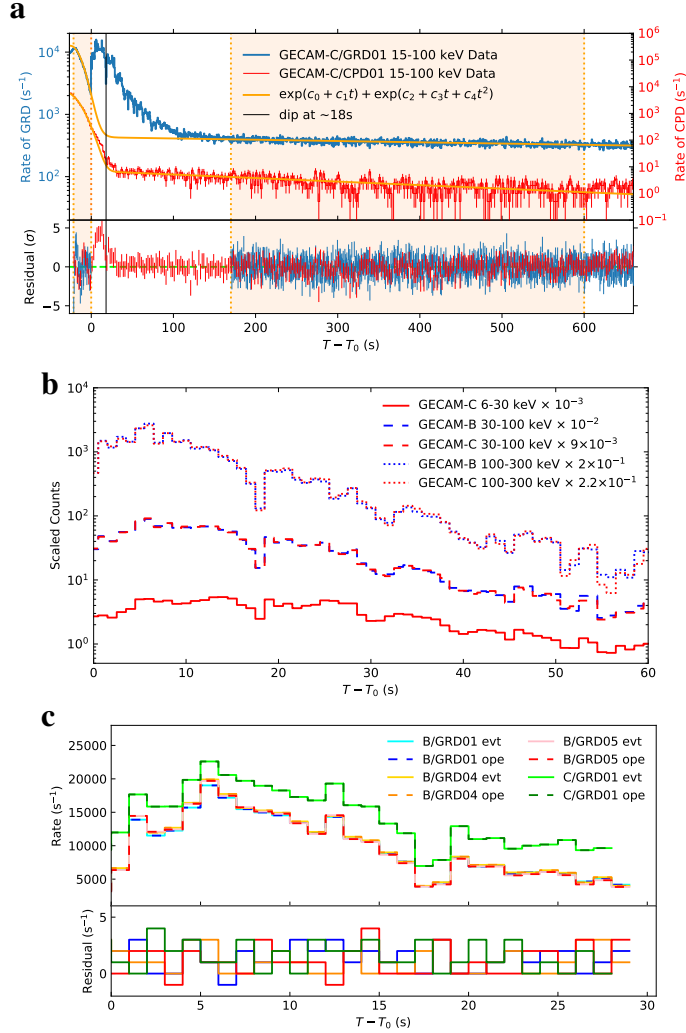 a
10⁴
10³
10²
Rate of GRD (s⁻¹)
GECAM-C/GRD01 15-100 keV Data
GECAM-C/CPD01 15-100 keV Data
exp(c₀ + c₁t) + exp(c₂ + c₃t + c₄t²)
dip at ~18s
10⁶
10⁵
10⁴
10³
10²
10¹
10⁰
10⁻¹
Rate of CPD (s⁻¹)
5
0
−5
Residual (σ)
0 100 200 300 400 500 600
T − T₀ (s)
b
10⁴
10³
10²
10¹
10⁰
Scaled Counts
GECAM-C 6-30 keV × 10⁻³
GECAM-B 30-100 keV × 10⁻²
GECAM-C 30-100 keV × 9×10⁻³
GECAM-B 100-300 keV × 2×10⁻¹
GECAM-C 100-300 keV × 2.2×10⁻¹
0 10 20 30 40 50 60
T − T₀ (s)
c
25000
20000
15000
10000
5000
Rate (s⁻¹)
B/GRD01 evt
B/GRD01 ope
B/GRD04 evt
B/GRD04 ope
B/GRD05 evt
B/GRD05 ope
C/GRD01 evt
C/GRD01 ope
5
0
Residual (s⁻¹)
0 5 10 15 20 25 30
T − T₀ (s)